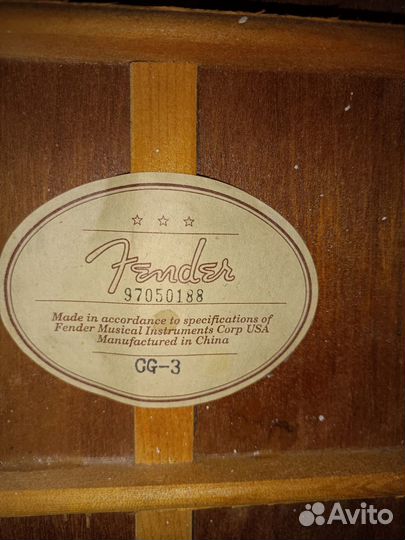 Fender
97050188
Made in accordance to specifications of
Fender Musical Instruments Corp USA
Manufactured in China
CG-3
Avito